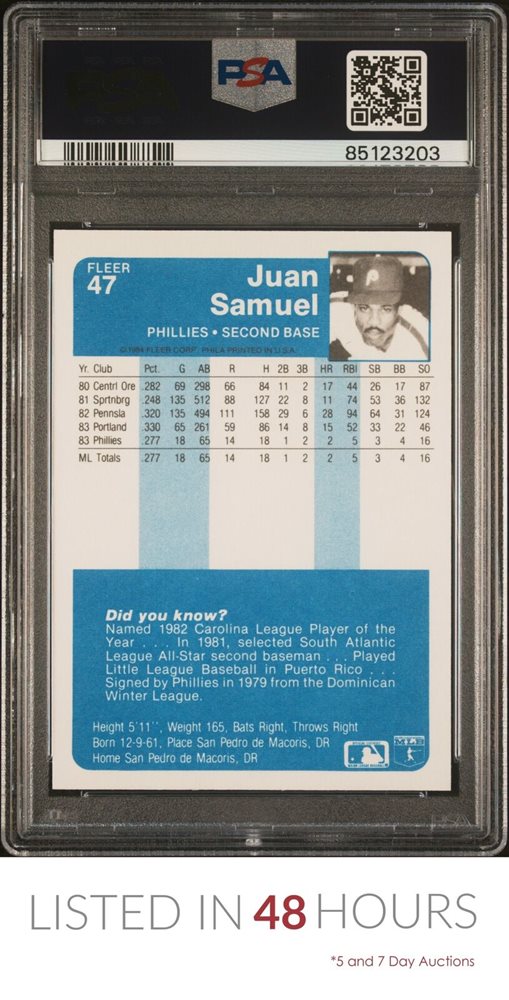 PSA
85123203
FLEER
47
Juan
Samuel
PHILLIES • SECOND BASE
©1984 FLEER CORP. PHILA PRINTED IN U.S.A.
Yr. Club Pct. G AB R H 2B 3B HR RBI SB BB SO
80 Centrl Ore .282 69 298 66 84 11 2 17 44 26 17 87
81 Sprtnbrg .248 135 512 88 127 22 8 11 74 53 36 132
82 Pennsla .320 135 494 111 158 29 6 28 94 64 31 124
83 Portland .330 65 261 59 86 14 8 15 52 33 22 46
83 Phillies .277 18 65 14 18 1 2 2 5 3 4 16
ML Totals .277 18 65 14 18 1 2 2 5 3 4 16
Did you know?
Named 1982 Carolina League Player of the
Year . . . In 1981, selected South Atlantic
League All-Star second baseman . . . Played
Little League Baseball in Puerto Rico . . .
Signed by Phillies in 1979 from the Dominican
Winter League.
Height 5'11", Weight 165, Bats Right, Throws Right
Born 12-9-61, Place San Pedro de Macoris, DR
Home San Pedro de Macoris, DR
LISTED IN 48 HOURS
*5 and 7 Day Auctions